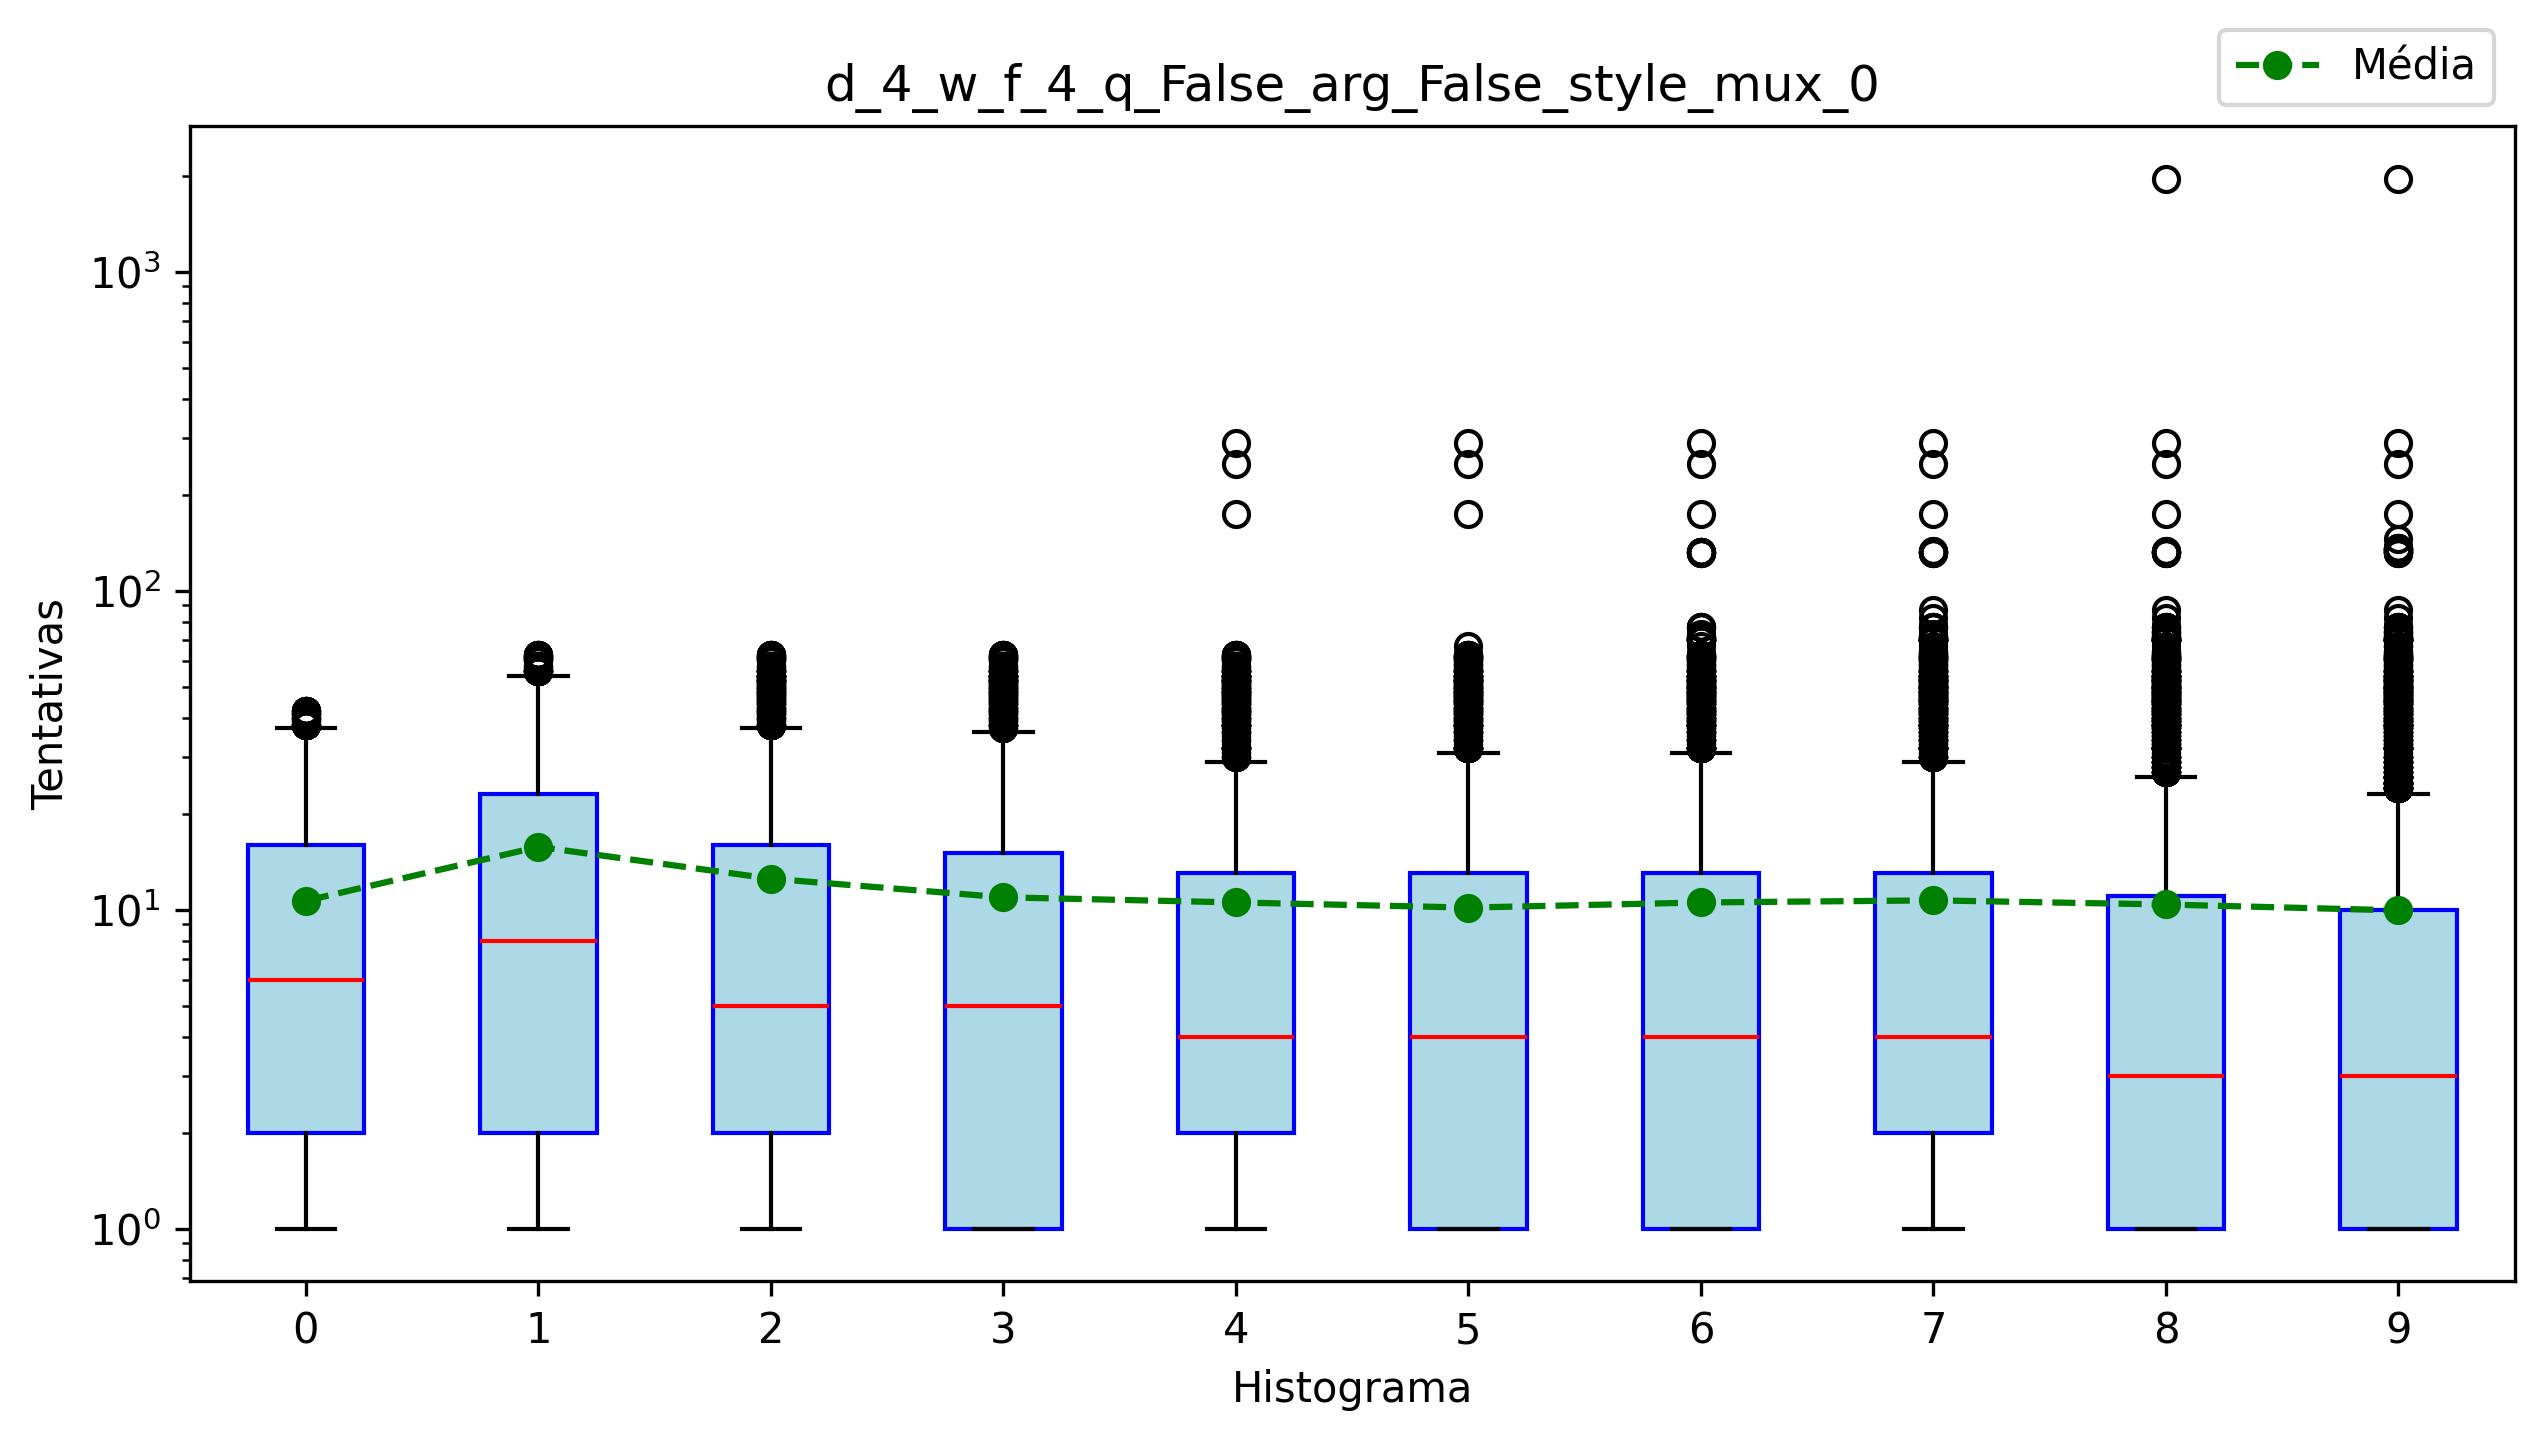 Média
d_4_w_f_4_q_False_arg_False_style_mux_0
10³
10²
10¹
10⁰
Tentativas
0 1 2 3 4 5 6 7 8 9
Histograma